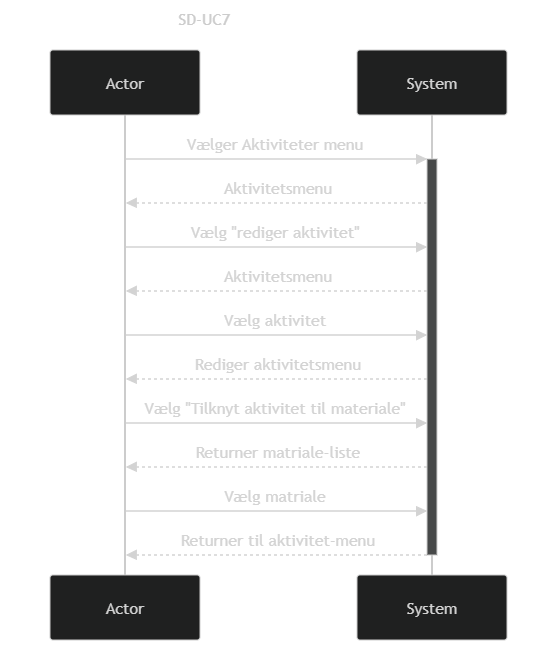 SD-UC7
Actor System
Vælger Aktiviteter menu
Aktivitetsmenu
Vælg "rediger aktivitet"
Aktivitetsmenu
Vælg aktivitet
Rediger aktivitetsmenu
Vælg "Tilknyt aktivitet til materiale"
Returner matriale-liste
Vælg matriale
Returner til aktivitet-menu
Actor System